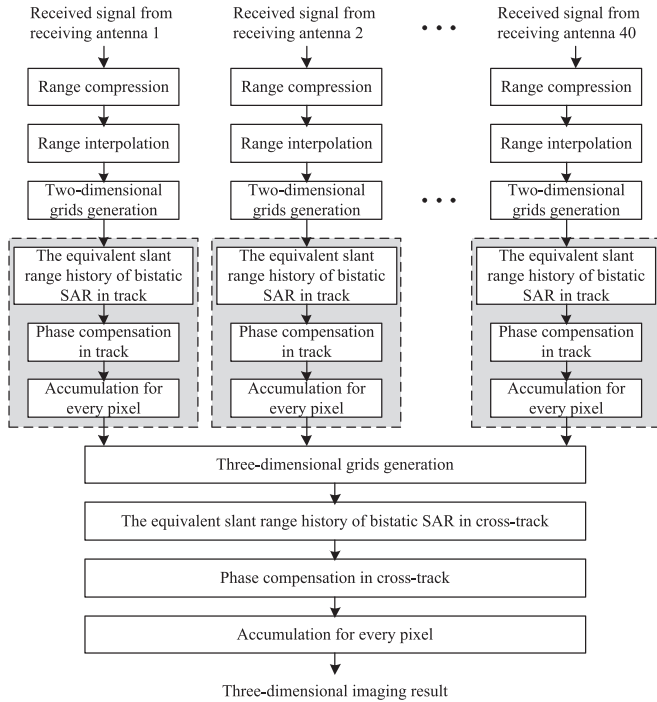 Received signal from
receiving antenna 1
Received signal from
receiving antenna 2
• • •
Received signal from
receiving antenna 40
Range compression
Range compression
Range compression
Range interpolation
Range interpolation
Range interpolation
Two-dimensional
grids generation
Two-dimensional
grids generation
• • •
Two-dimensional
grids generation
The equivalent slant
range history of bistatic
SAR in track
The equivalent slant
range history of bistatic
SAR in track
The equivalent slant
range history of bistatic
SAR in track
Phase compensation
in track
Phase compensation
in track
Phase compensation
in track
Accumulation for
every pixel
Accumulation for
every pixel
Accumulation for
every pixel
Three-dimensional grids generation
The equivalent slant range history of bistatic SAR in cross-track
Phase compensation in cross-track
Accumulation for every pixel
Three-dimensional imaging result